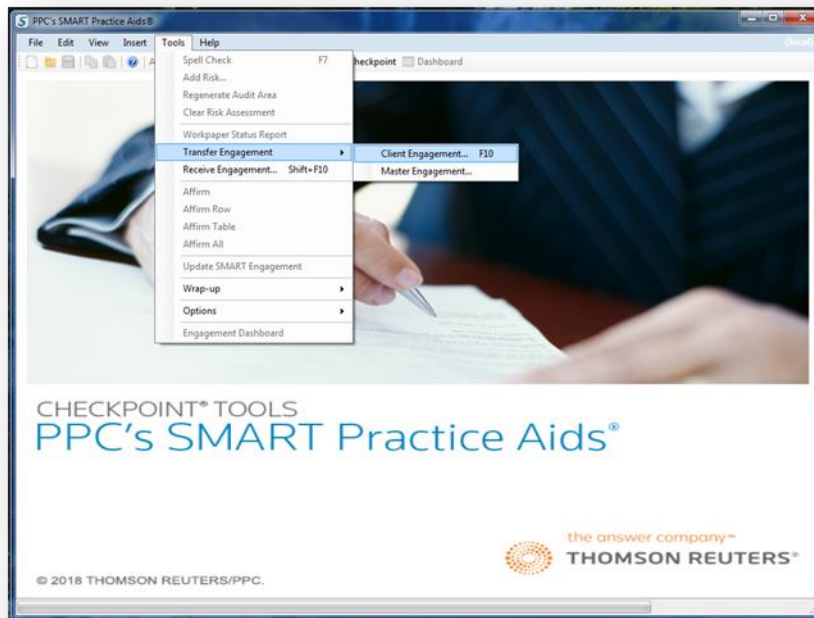 PPC's SMART Practice Aids®
File Edit View Insert Tools Help
(local)
heckpoint Dashboard
Spell Check F7
Add Risk...
Regenerate Audit Area
Clear Risk Assessment
Workpaper Status Report
Transfer Engagement
Client Engagement... F10
Receive Engagement... Shift+F10
Master Engagement...
Affirm
Affirm Row
Affirm Table
Affirm All
Update SMART Engagement
Wrap-up
Options
Engagement Dashboard
CHECKPOINT® TOOLS
PPC's SMART Practice Aids®
the answer company™
THOMSON REUTERS®
© 2018 THOMSON REUTERS/PPC.